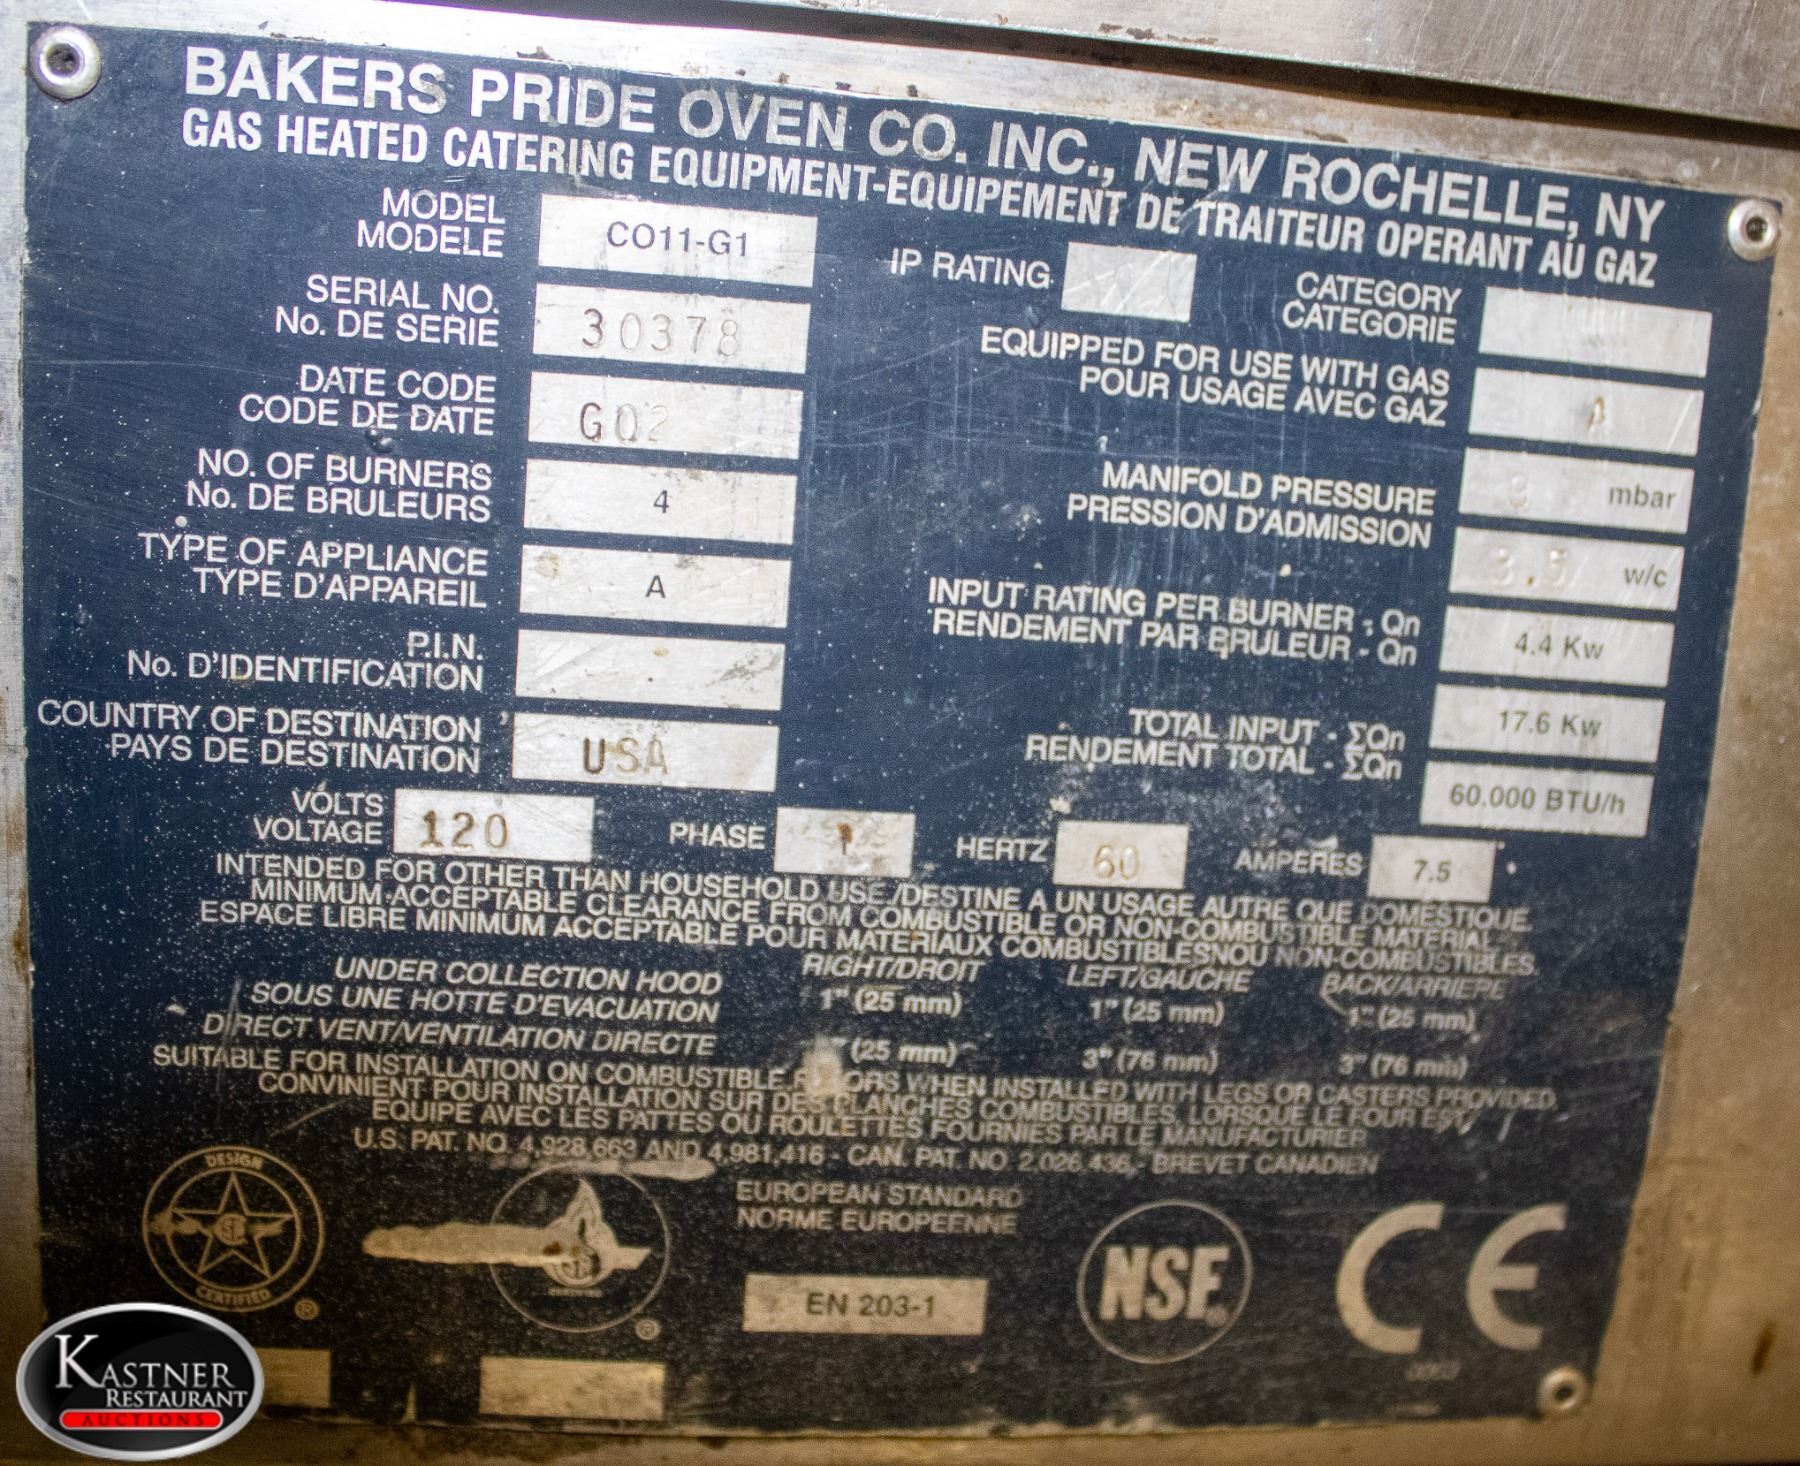 BAKERS PRIDE OVEN CO. INC., NEW ROCHELLE, NY
GAS HEATED CATERING EQUIPMENT-EQUIPEMENT DE TRAITEUR OPERANT AU GAZ
MODEL
MODELE
CO11-G1
SERIAL NO.
No. DE SERIE
30378
DATE CODE
CODE DE DATE
G02
NO. OF BURNERS
No. DE BRULEURS
4
TYPE OF APPLIANCE
TYPE D'APPAREIL
A
P.I.N.
No. D'IDENTIFICATION
COUNTRY OF DESTINATION
PAYS DE DESTINATION
USA
IP RATING
CATEGORY
CATEGORIE
EQUIPPED FOR USE WITH GAS
POUR USAGE AVEC GAZ
A
MANIFOLD PRESSURE
PRESSION D'ADMISSION
mbar
3.5 w/c
INPUT RATING PER BURNER - Qn
RENDEMENT PAR BRULEUR - Qn
4.4 Kw
TOTAL INPUT - ΣQn
RENDEMENT TOTAL - ΣQn
17.6 Kw
60,000 BTU/h
VOLTS
VOLTAGE
120
PHASE
1
HERTZ
60
AMPERES
7.5
INTENDED FOR OTHER THAN HOUSEHOLD USE/DESTINE A UN USAGE AUTRE QUE DOMESTIQUE
MINIMUM ACCEPTABLE CLEARANCE FROM COMBUSTIBLE OR NON-COMBUSTIBLE MATERIAL
ESPACE LIBRE MINIMUM ACCEPTABLE POUR MATERIAUX COMBUSTIBLESNOU NON-COMBUSTIBLES
RIGHT/DROIT LEFT/GAUCHE BACK/ARRIERE
UNDER COLLECTION HOOD
SOUS UNE HOTTE D'EVACUATION
1" (25 mm) 1" (25 mm) 1" (25 mm)
DIRECT VENT/VENTILATION DIRECTE
(25 mm) 3" (76 mm) 3" (76 mm)
SUITABLE FOR INSTALLATION ON COMBUSTIBLE WHEN INSTALLED WITH LEGS OR CASTERS PROVIDED.
CONVINIENT POUR INSTALLATION SUR DES PLANCHES COMBUSTIBLES, LORSQUE LE FOUR EST
EQUIPE AVEC LES PATTES OU ROULETTES FOURNIES PAR LE MANUFACTURIER
U.S. PAT. NO. 4,928,663 AND 4,981,416 - CAN. PAT. NO. 2,026,436, - BREVET CANADIEN
DESIGN
CERTIFIED
®
®
EUROPEAN STANDARD
NORME EUROPEENNE
EN 203-1
NSF
CE
KASTNER
RESTAURANT
AUCTIONS